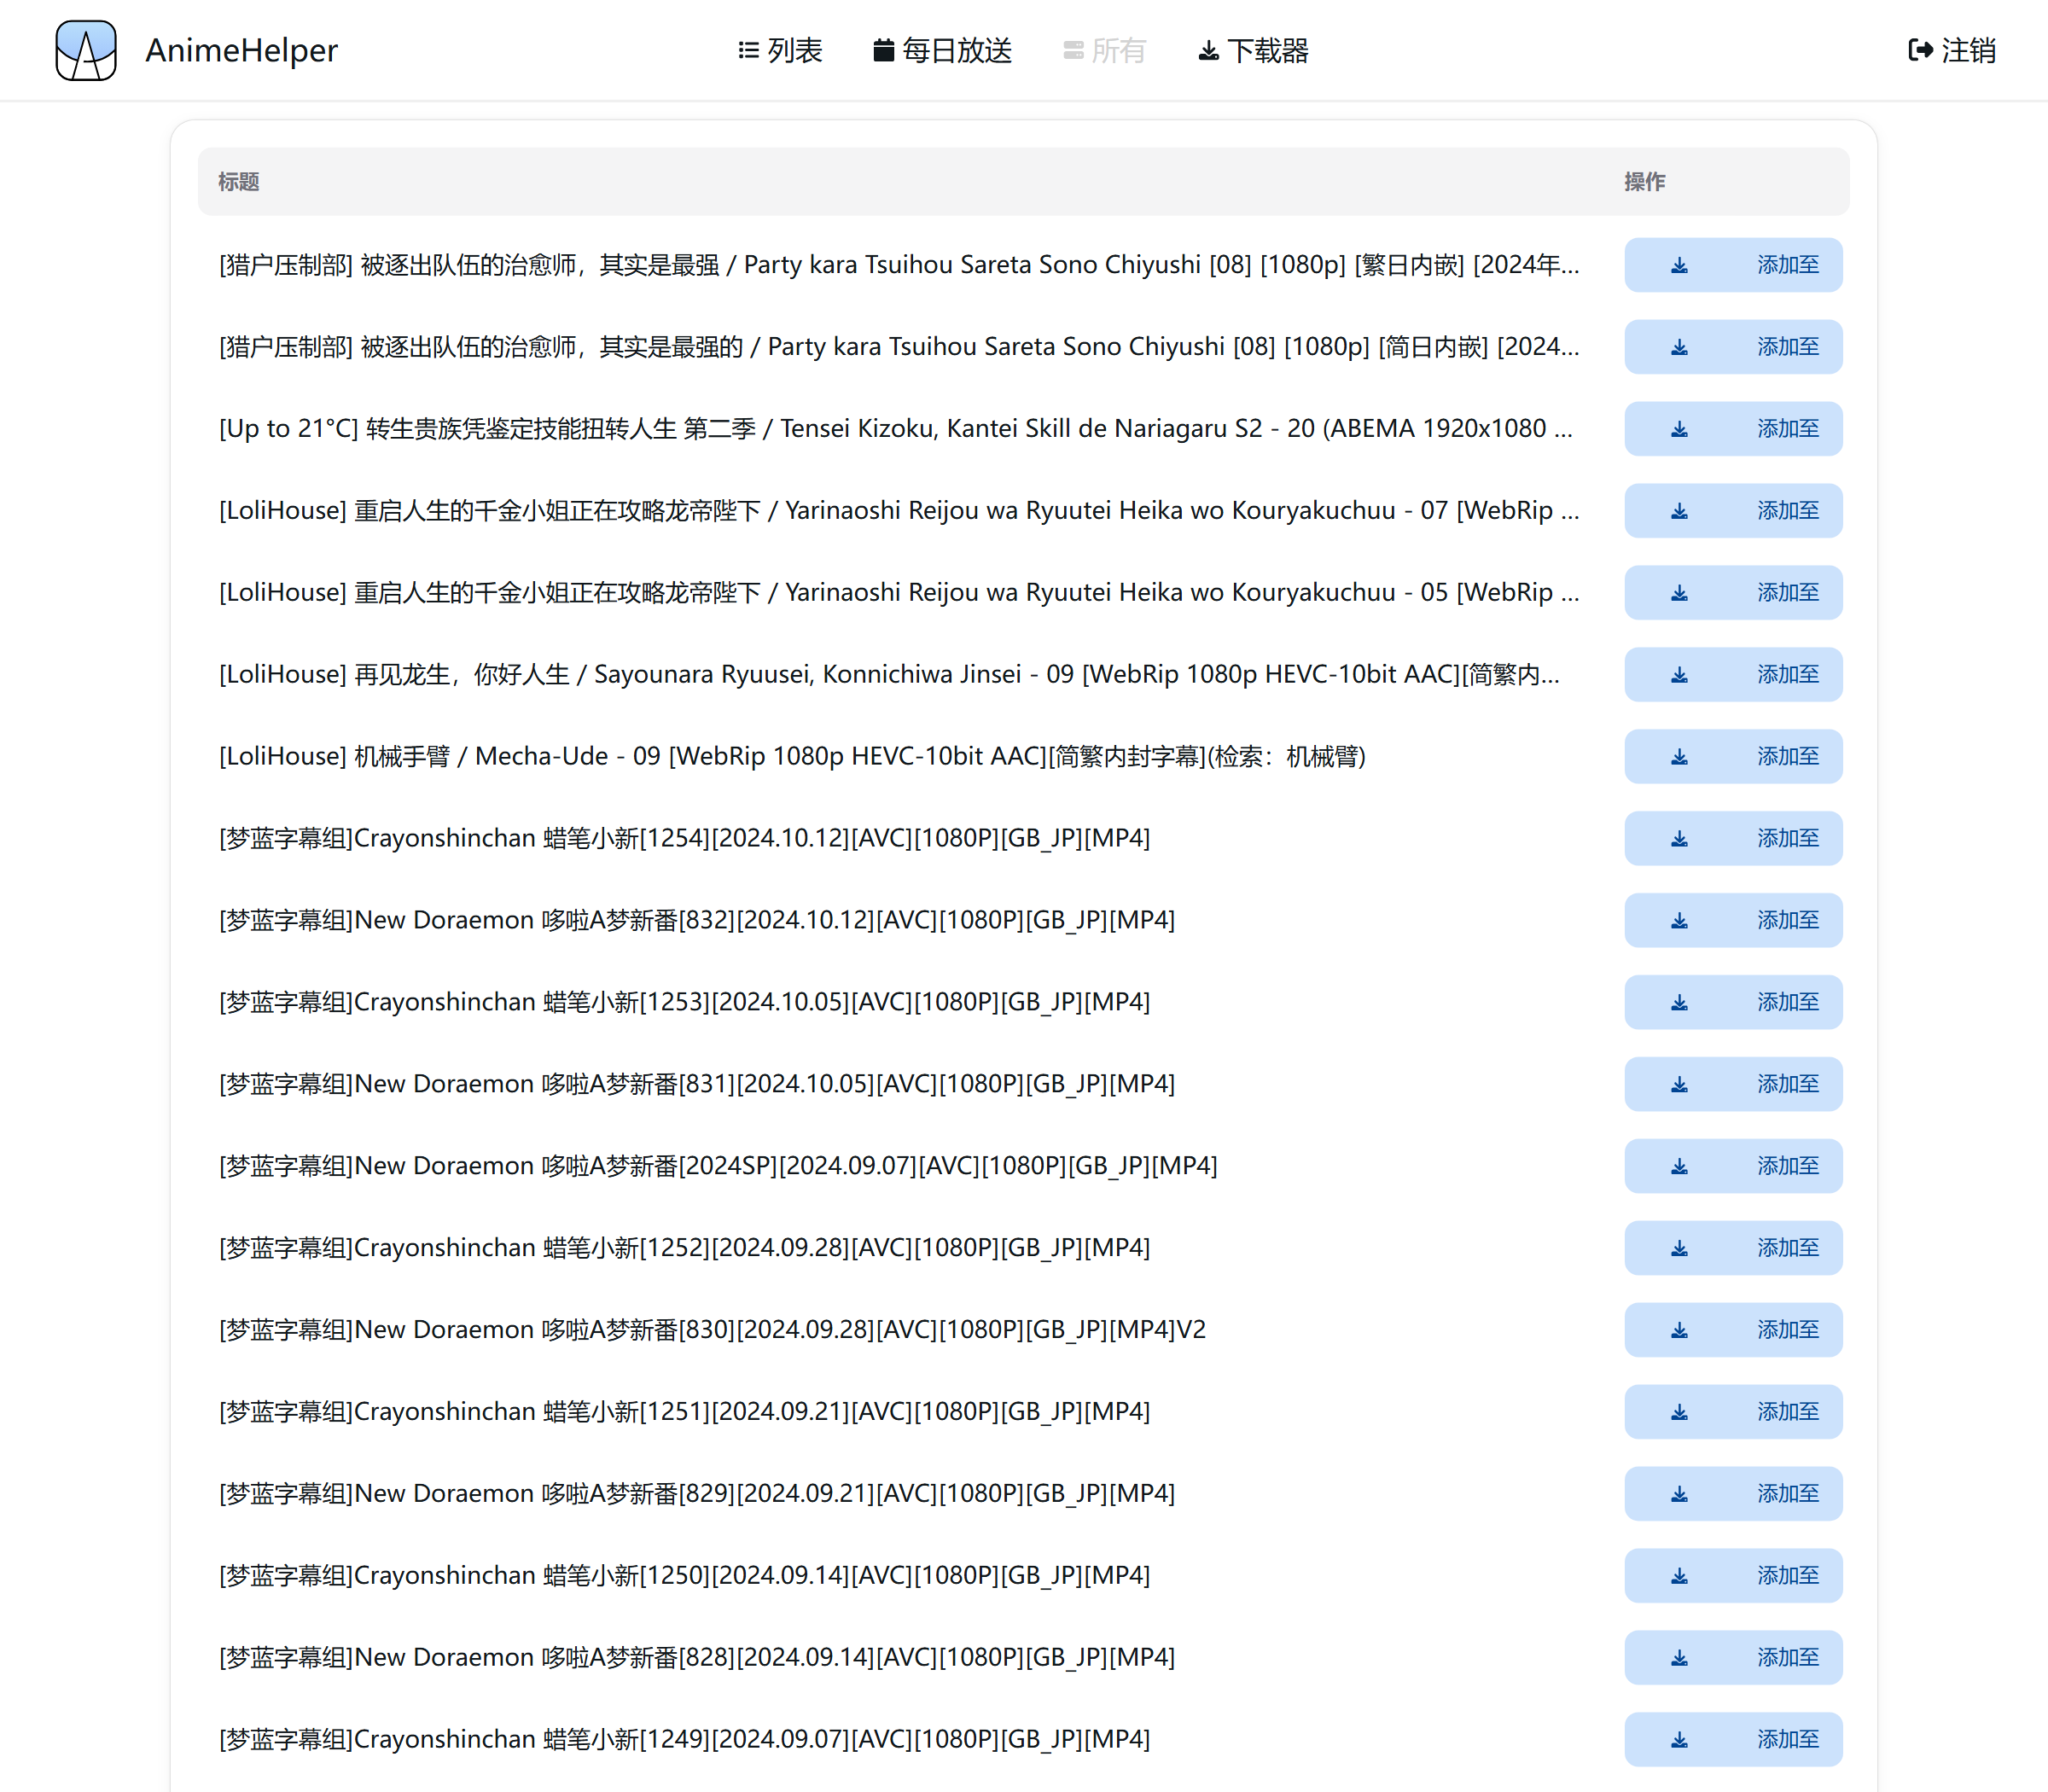 AnimeHelper
列表
每日放送
所有
下载器
注销
标题 操作
[猎户压制部] 被逐出队伍的治愈师，其实是最强 / Party kara Tsuihou Sareta Sono Chiyushi [08] [1080p] [繁日内嵌] [2024年... 添加至
[猎户压制部] 被逐出队伍的治愈师，其实是最强的 / Party kara Tsuihou Sareta Sono Chiyushi [08] [1080p] [简日内嵌] [2024... 添加至
[Up to 21°C] 转生贵族凭鉴定技能扭转人生 第二季 / Tensei Kizoku, Kantei Skill de Nariagaru S2 - 20 (ABEMA 1920x1080 ... 添加至
[LoliHouse] 重启人生的千金小姐正在攻略龙帝陛下 / Yarinaoshi Reijou wa Ryuutei Heika wo Kouryakuchuu - 07 [WebRip ... 添加至
[LoliHouse] 重启人生的千金小姐正在攻略龙帝陛下 / Yarinaoshi Reijou wa Ryuutei Heika wo Kouryakuchuu - 05 [WebRip ... 添加至
[LoliHouse] 再见龙生，你好人生 / Sayounara Ryuusei, Konnichiwa Jinsei - 09 [WebRip 1080p HEVC-10bit AAC][简繁内... 添加至
[LoliHouse] 机械手臂 / Mecha-Ude - 09 [WebRip 1080p HEVC-10bit AAC][简繁内封字幕](检索：机械臂) 添加至
[梦蓝字幕组]Crayonshinchan 蜡笔小新[1254][2024.10.12][AVC][1080P][GB_JP][MP4] 添加至
[梦蓝字幕组]New Doraemon 哆啦A梦新番[832][2024.10.12][AVC][1080P][GB_JP][MP4] 添加至
[梦蓝字幕组]Crayonshinchan 蜡笔小新[1253][2024.10.05][AVC][1080P][GB_JP][MP4] 添加至
[梦蓝字幕组]New Doraemon 哆啦A梦新番[831][2024.10.05][AVC][1080P][GB_JP][MP4] 添加至
[梦蓝字幕组]New Doraemon 哆啦A梦新番[2024SP][2024.09.07][AVC][1080P][GB_JP][MP4] 添加至
[梦蓝字幕组]Crayonshinchan 蜡笔小新[1252][2024.09.28][AVC][1080P][GB_JP][MP4] 添加至
[梦蓝字幕组]New Doraemon 哆啦A梦新番[830][2024.09.28][AVC][1080P][GB_JP][MP4]V2 添加至
[梦蓝字幕组]Crayonshinchan 蜡笔小新[1251][2024.09.21][AVC][1080P][GB_JP][MP4] 添加至
[梦蓝字幕组]New Doraemon 哆啦A梦新番[829][2024.09.21][AVC][1080P][GB_JP][MP4] 添加至
[梦蓝字幕组]Crayonshinchan 蜡笔小新[1250][2024.09.14][AVC][1080P][GB_JP][MP4] 添加至
[梦蓝字幕组]New Doraemon 哆啦A梦新番[828][2024.09.14][AVC][1080P][GB_JP][MP4] 添加至
[梦蓝字幕组]Crayonshinchan 蜡笔小新[1249][2024.09.07][AVC][1080P][GB_JP][MP4] 添加至